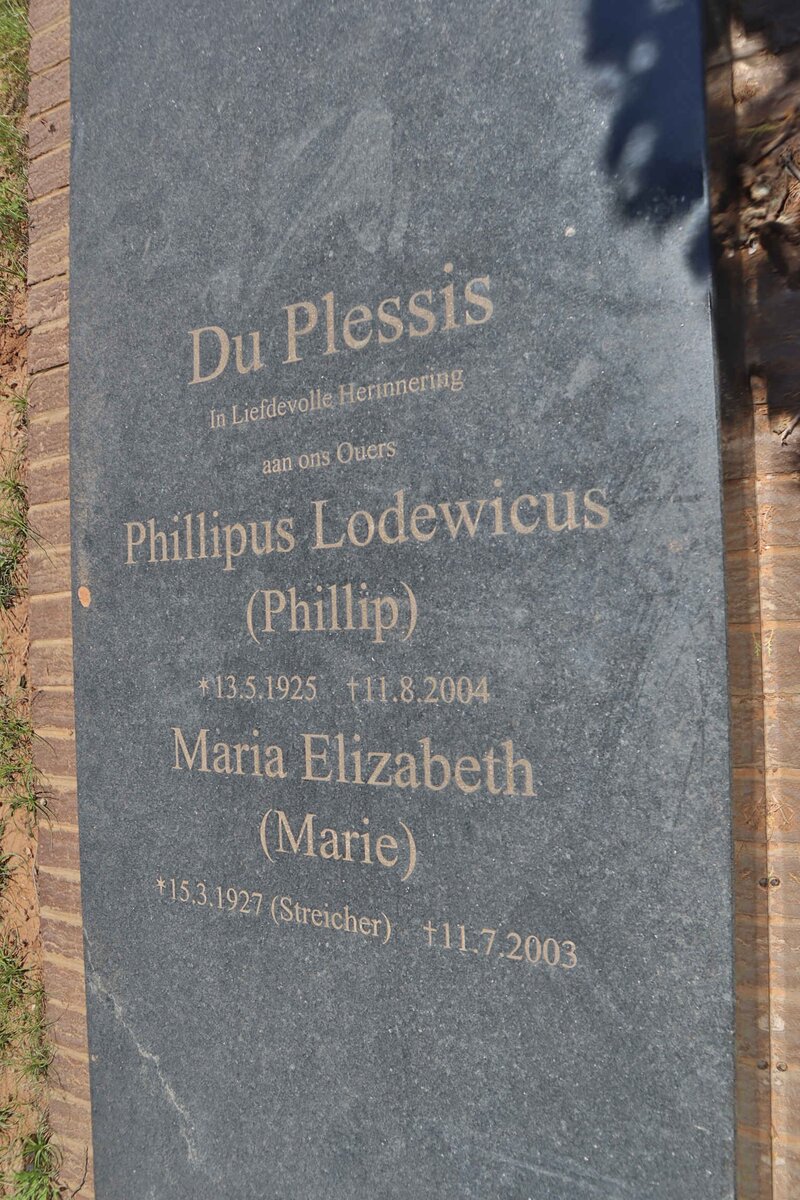 Du Plessis
In Liefdevolle Herinnering
aan ons Ouers
Phillipus Lodewicus
(Phillip)
*13.5.1925 †11.8.2004
Maria Elizabeth
(Marie)
*15.3.1927 (Streicher) †11.7.2003